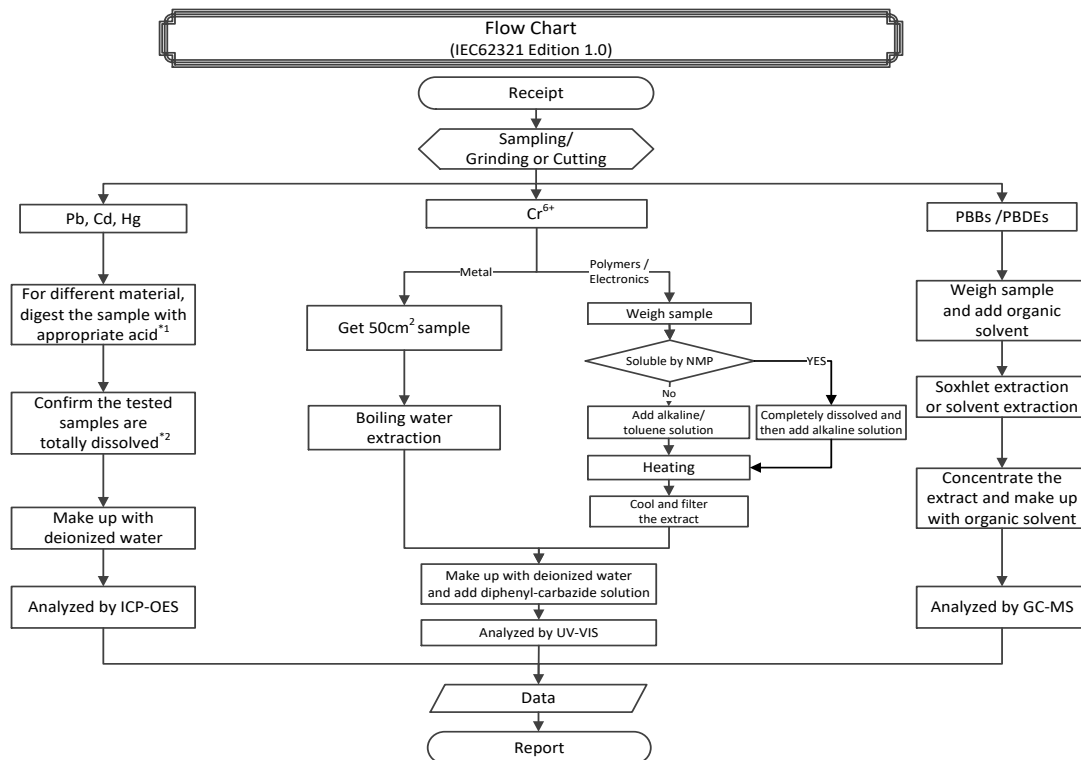 Flow Chart
(IEC62321 Edition 1.0)
Receipt
Sampling/
Grinding or Cutting
Pb, Cd, Hg
For different material,
digest the sample with
appropriate acid*1
Confirm the tested
samples are
totally dissolved*2
Make up with
deionized water
Analyzed by ICP-OES
Cr6+
Metal
Get 50cm2 sample
Boiling water
extraction
Polymers /
Electronics
Weigh sample
Soluble by NMP
YES
No
Add alkaline/
toluene solution
Completely dissolved and
then add alkaline solution
Heating
Cool and filter
the extract
Make up with deionized water
and add diphenyl-carbazide solution
Analyzed by UV-VIS
PBBs /PBDEs
Weigh sample
and add organic
solvent
Soxhlet extraction
or solvent extraction
Concentrate the
extract and make up
with organic solvent
Analyzed by GC-MS
Data
Report